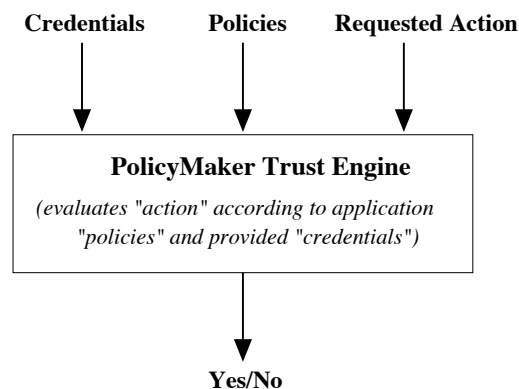 Credentials Policies Requested Action
PolicyMaker Trust Engine
(evaluates "action" according to application
"policies" and provided "credentials")
Yes/No